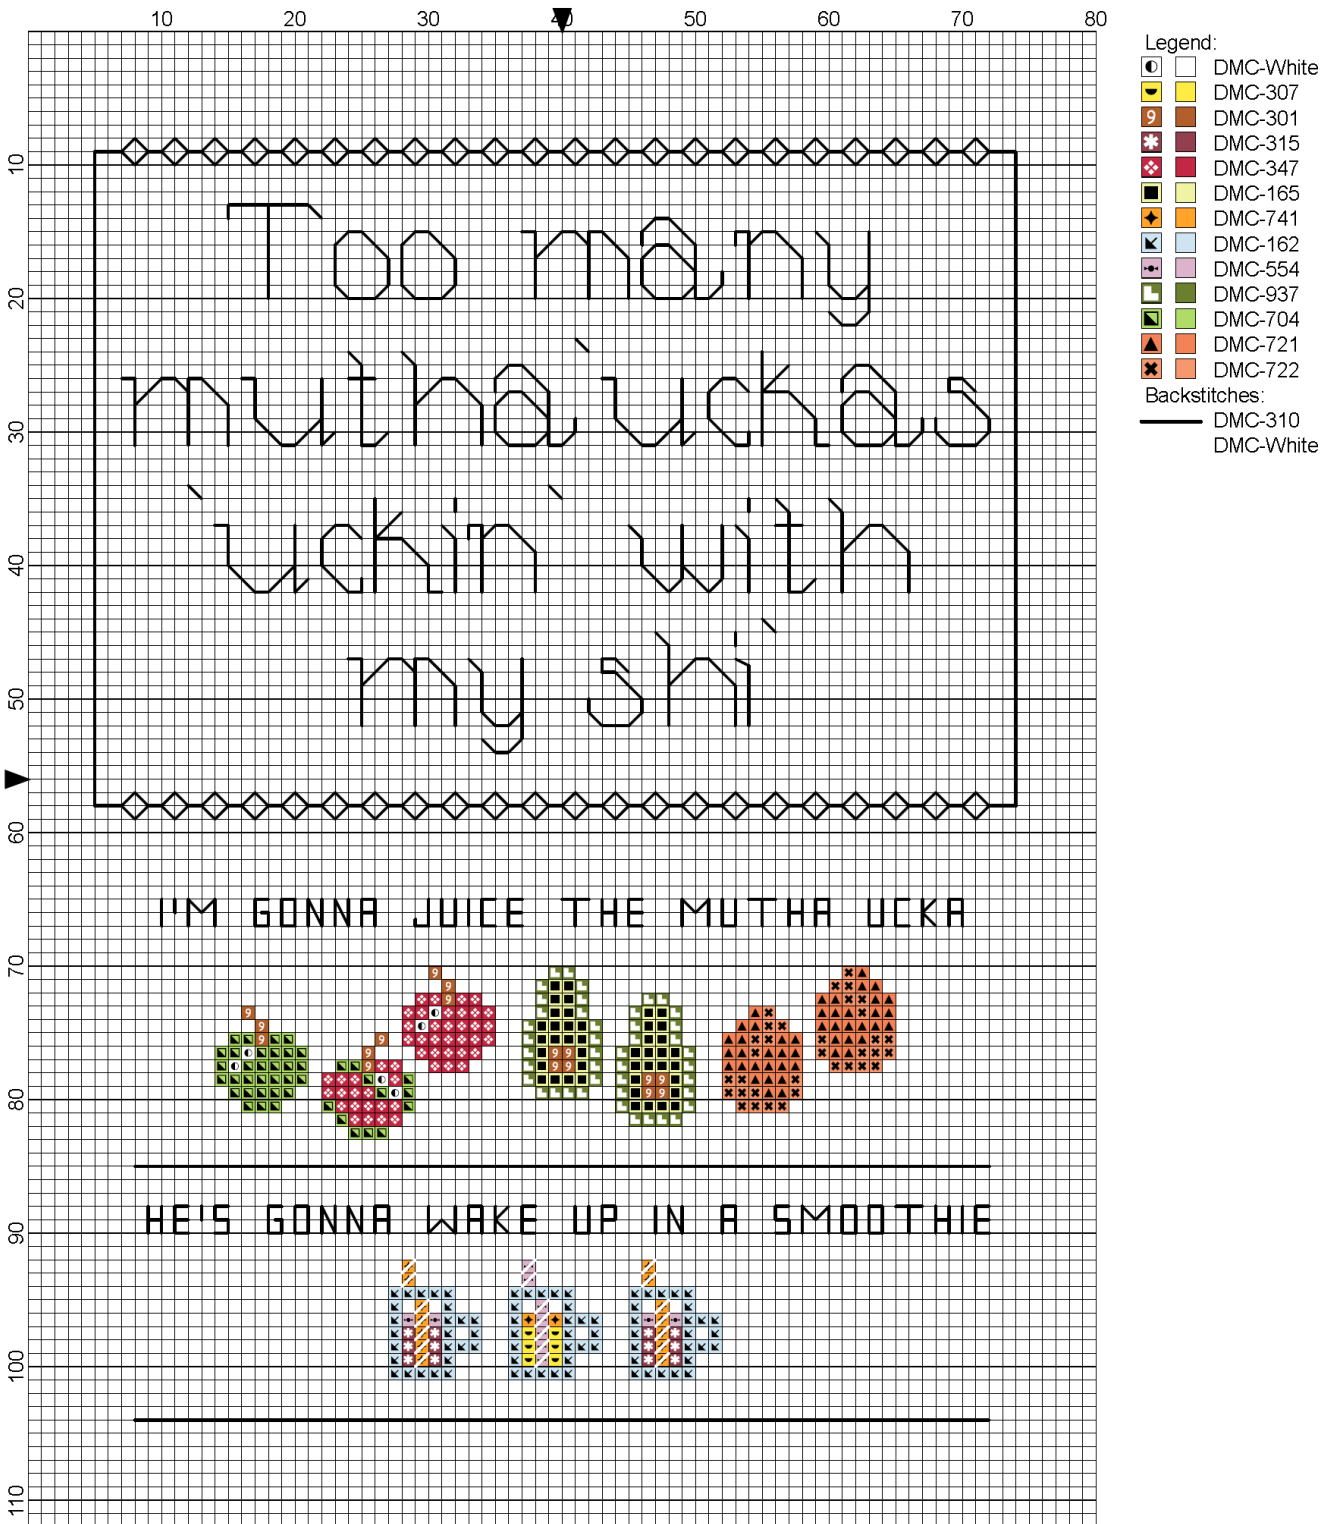 10 20 30 40 50 60 70 80
Legend:
DMC-White
DMC-307
DMC-301
DMC-315
DMC-347
DMC-165
DMC-741
DMC-162
DMC-554
DMC-937
DMC-704
DMC-721
DMC-722
Backstitches:
DMC-310
DMC-White
10
20
30
40
50
60
70
80
90
100
110
Too many
mutha'uckas
'uckin' with
my shi'
I'M GONNA JUICE THE MUTHA UCKA
HE'S GONNA WAKE UP IN A SMOOTHIE